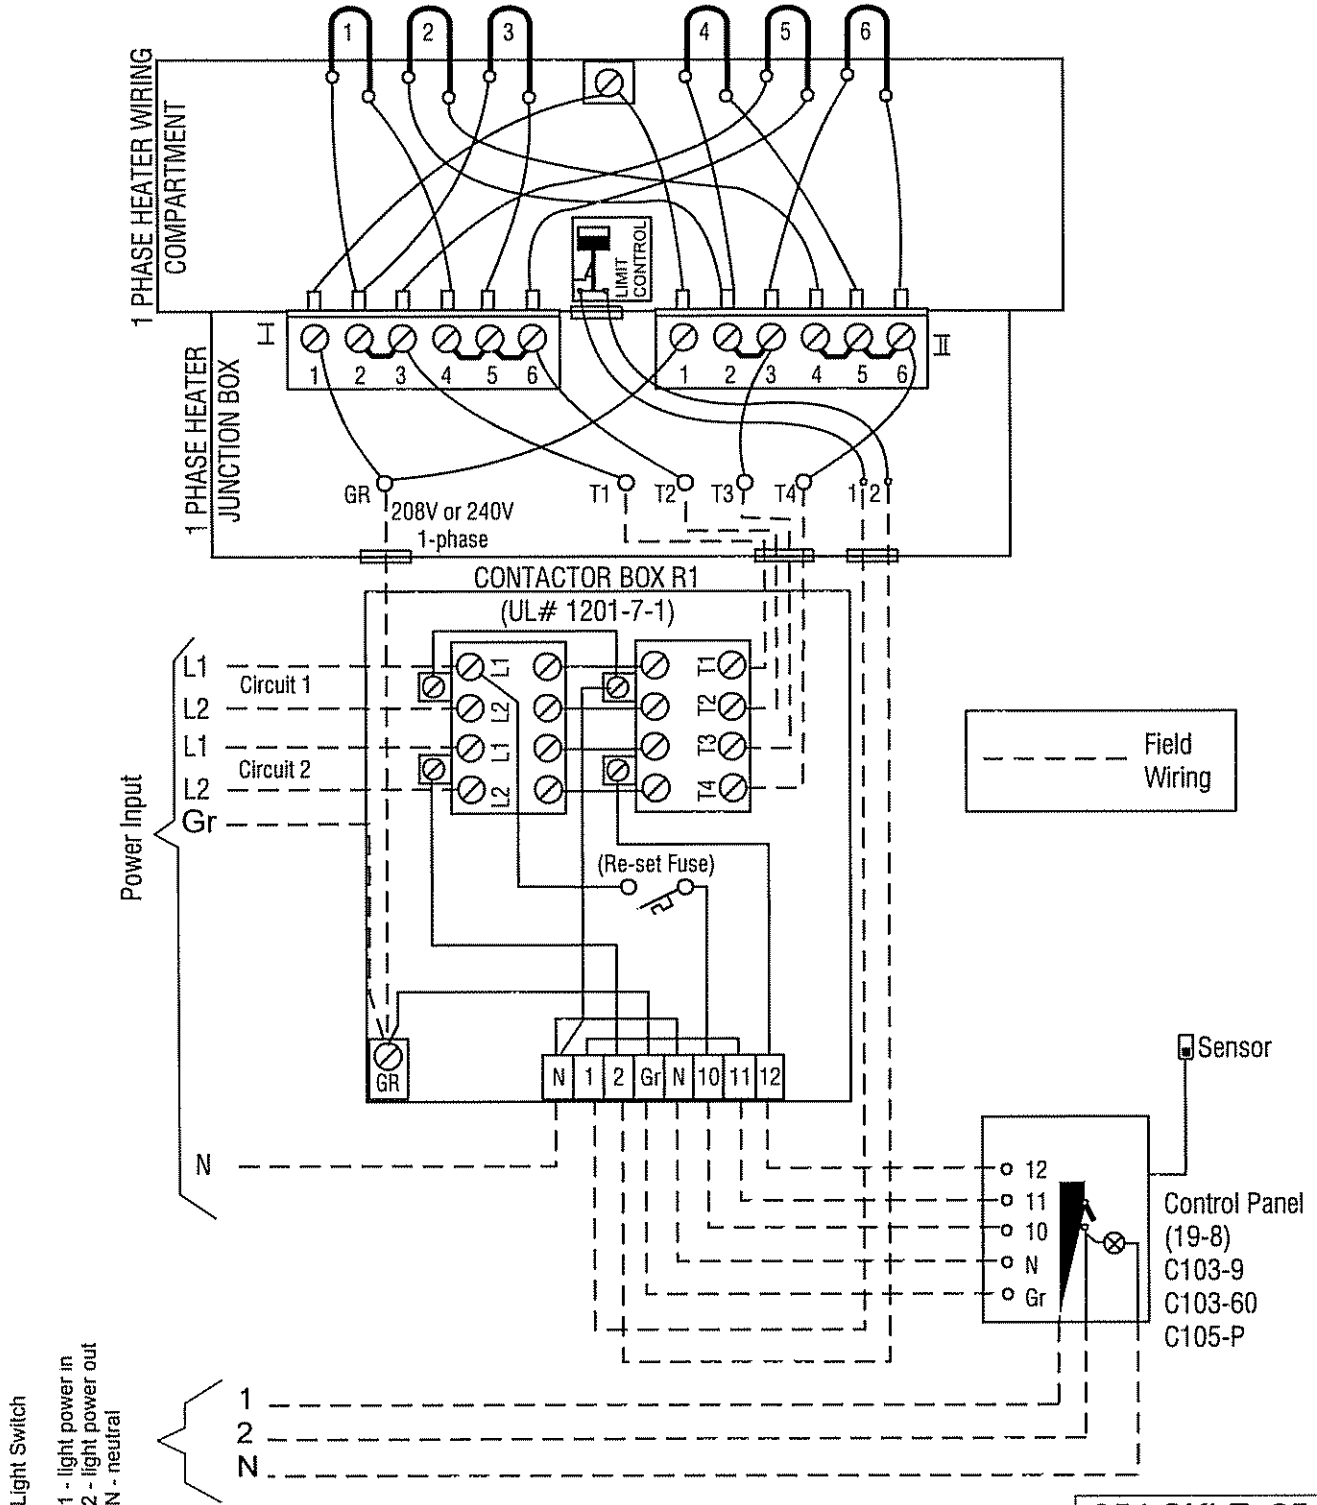 1 2 3 4 5 6
1 PHASE HEATER WIRING
COMPARTMENT
LIMIT
CONTROL
1 PHASE HEATER
JUNCTION BOX
I
1 2 3 4 5 6
II
1 2 3 4 5 6
GR T1 T2 T3 T4 1 2
208V or 240V
1-phase
CONTACTOR BOX R1
(UL# 1201-7-1)
Power Input
L1
Circuit 1
L2
L1
Circuit 2
L2
Gr
L1
L2
L1
L2
T1
T2
T3
T4
Field
Wiring
(Re-set Fuse)
GR
N 1 2 Gr N 10 11 12
N
Sensor
12
11
10
N
Gr
Control Panel
(19-8)
C103-9
C103-60
C105-P
Light Switch
1 - light power in
2 - light power out
N - neutral
1
2
N